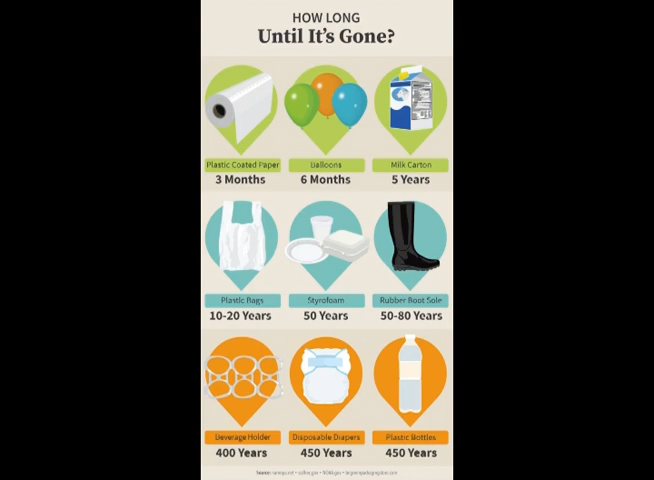 HOW LONG
Until It's Gone?
Plastic Coated Paper
Balloons
Milk Carton
3 Months
6 Months
5 Years
Plastic Bags
Styrofoam
Rubber Boot Sole
10-20 Years
50 Years
50-80 Years
Beverage Holder
Disposable Diapers
Plastic Bottles
400 Years
450 Years
450 Years